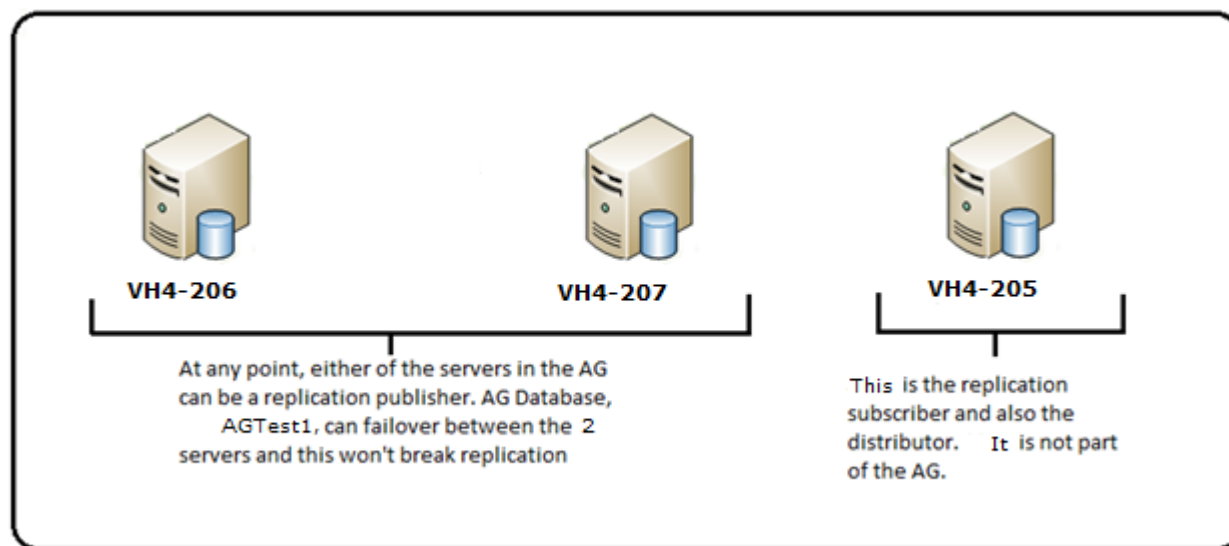 VH4-206
VH4-207
VH4-205
At any point, either of the servers in the AG
can be a replication publisher. AG Database,
AGTest1, can failover between the 2
servers and this won't break replication
This is the replication
subscriber and also the
distributor. It is not part
of the AG.